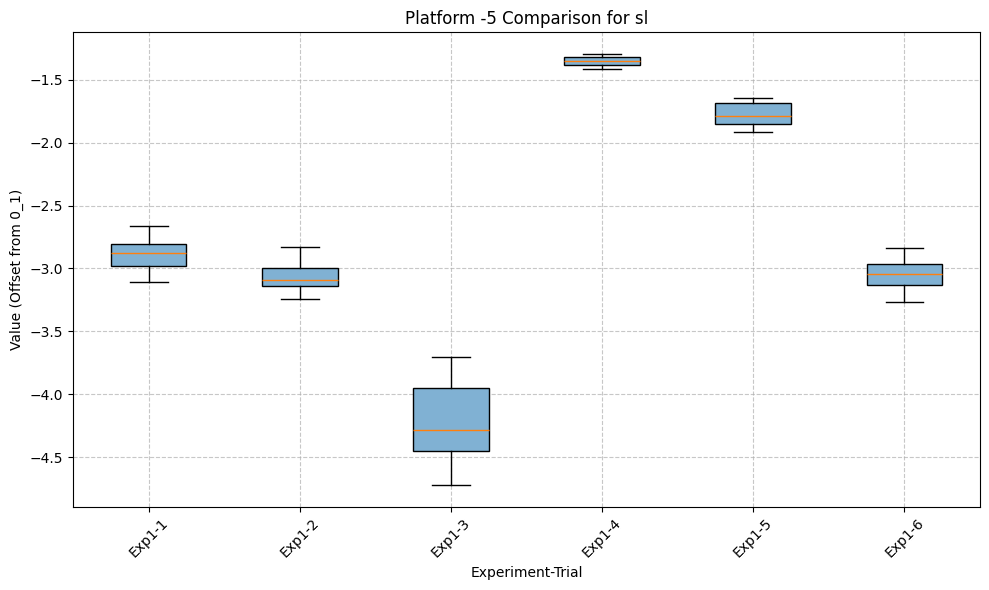 Platform -5 Comparison for sl
Value (Offset from 0_1)
−1.5
−2.0
−2.5
−3.0
−3.5
−4.0
−4.5
Exp1-1
Exp1-2
Exp1-3
Exp1-4
Exp1-5
Exp1-6
Experiment-Trial